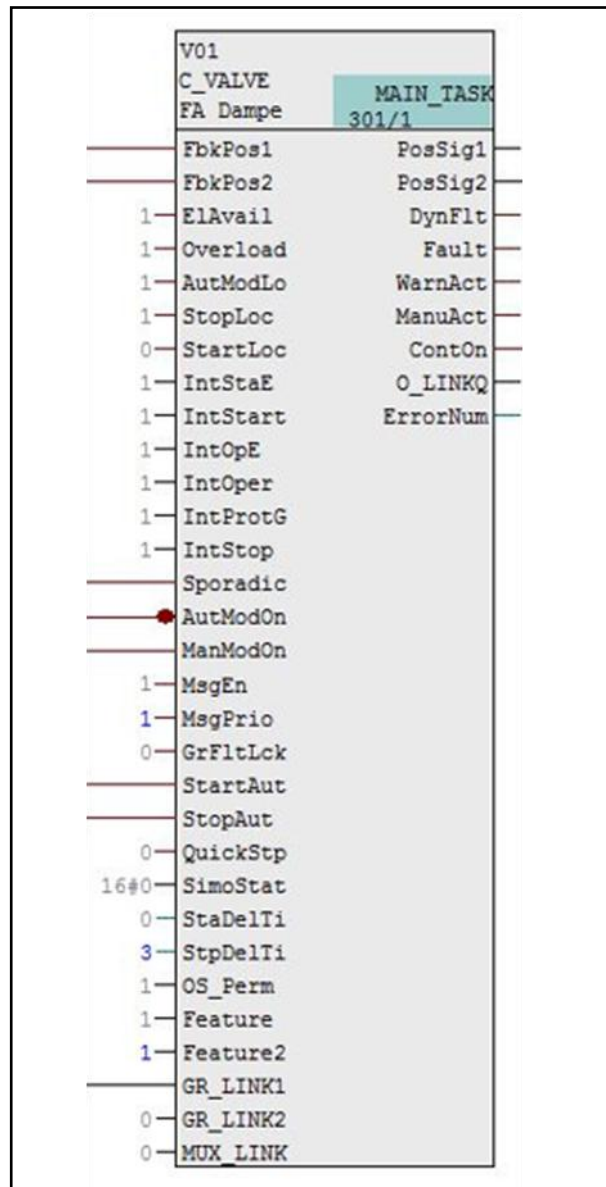 V01
C_VALVE MAIN_TASK
FA Dampe 301/1
FbkPos1 PosSig1
FbkPos2 PosSig2
1 ElAvail DynFlt
1 Overload Fault
1 AutModLo WarnAct
1 StopLoc ManuAct
0 StartLoc ContOn
1 IntStaE O_LINKQ
1 IntStart ErrorNum
1 IntOpE
1 IntOper
1 IntProtG
1 IntStop
Sporadic
AutModOn
ManModOn
1 MsgEn
1 MsgPrio
0 GrFltLck
StartAut
StopAut
0 QuickStp
16#0 SimoStat
0 StaDelTi
3 StpDelTi
1 OS_Perm
1 Feature
1 Feature2
GR_LINK1
0 GR_LINK2
0 MUX_LINK